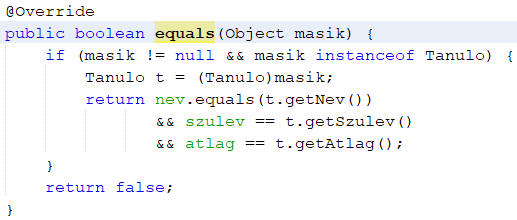 @Override
public boolean equals(Object masik) {
    if (masik != null && masik instanceof Tanulo) {
        Tanulo t = (Tanulo)masik;
        return nev.equals(t.getNev())
                && szulev == t.getSzulev()
                && atlag == t.getAtlag();
    }
    return false;
}